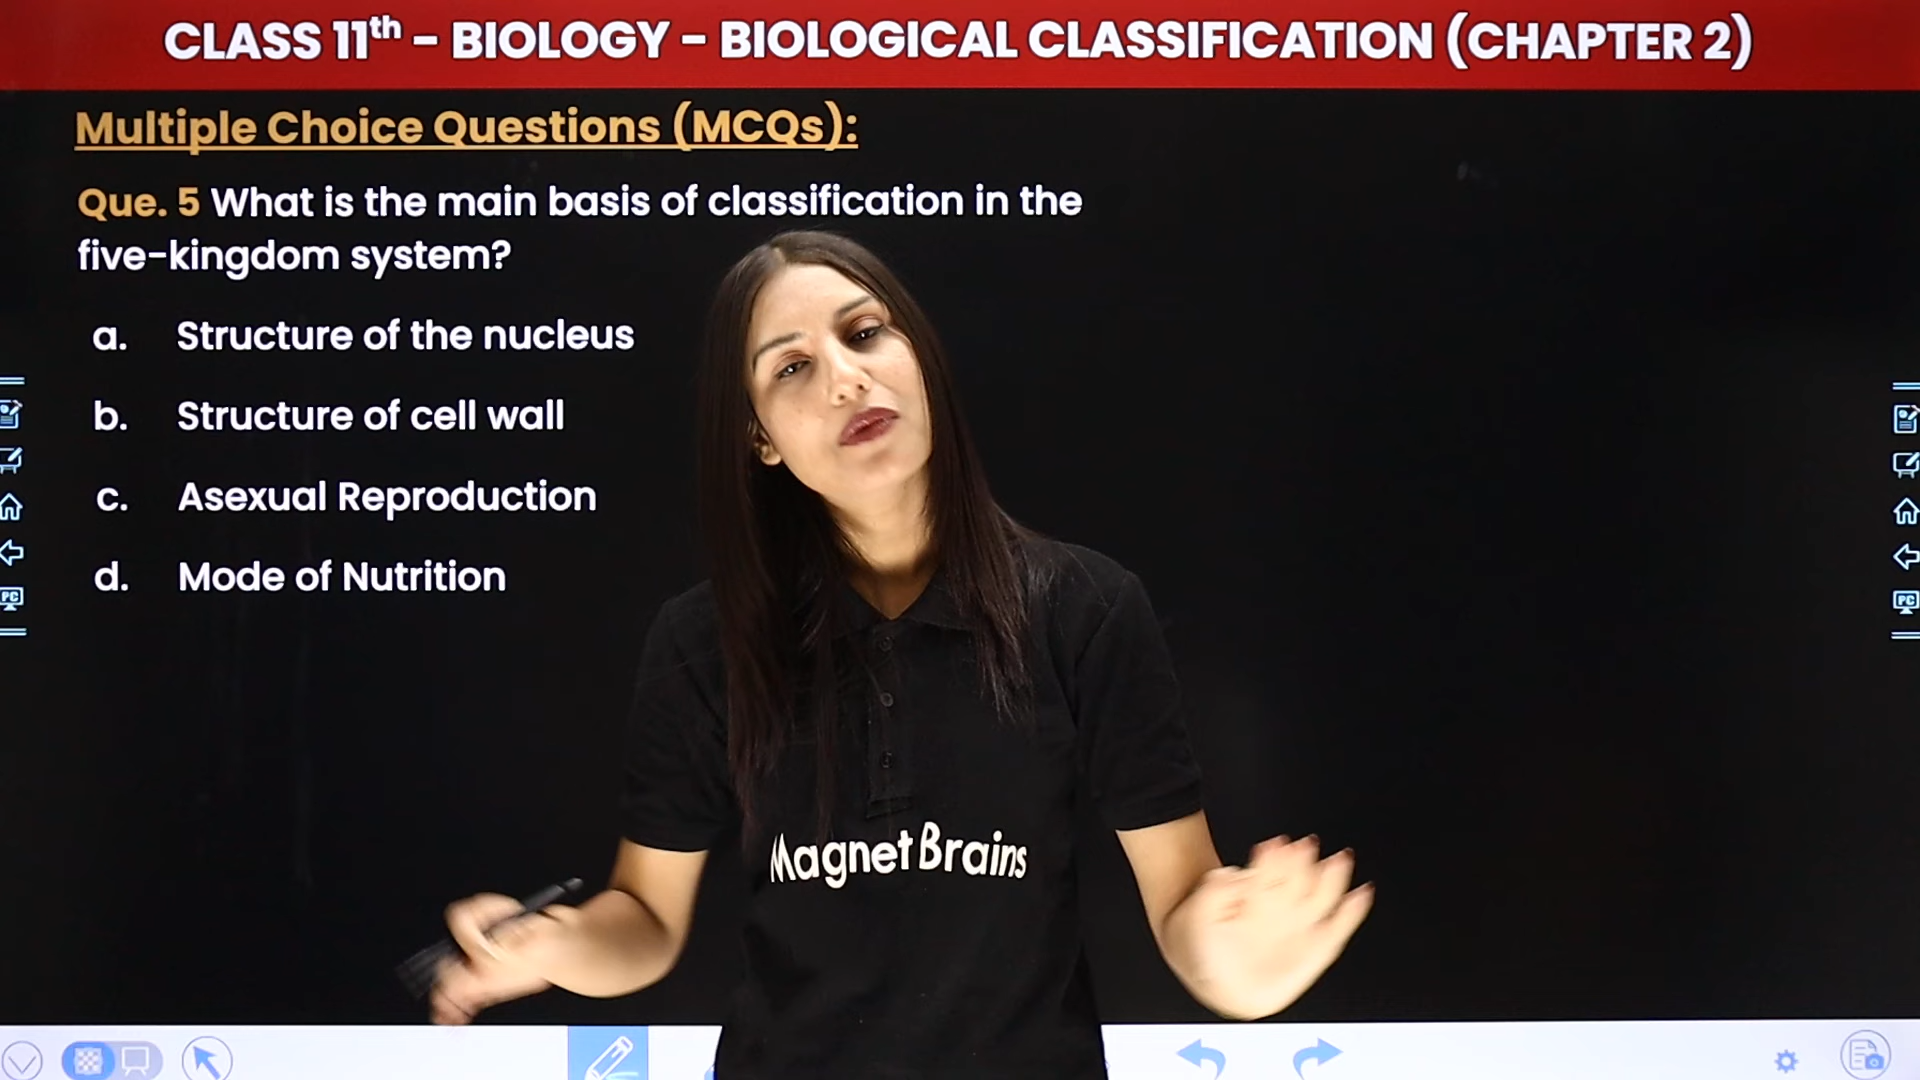 CLASS 11th - BIOLOGY - BIOLOGICAL CLASSIFICATION (CHAPTER 2)
Multiple Choice Questions (MCQs):
Que. 5 What is the main basis of classification in the
five-kingdom system?
a. Structure of the nucleus
b. Structure of cell wall
c. Asexual Reproduction
d. Mode of Nutrition
PC
PC
Magnet Brains